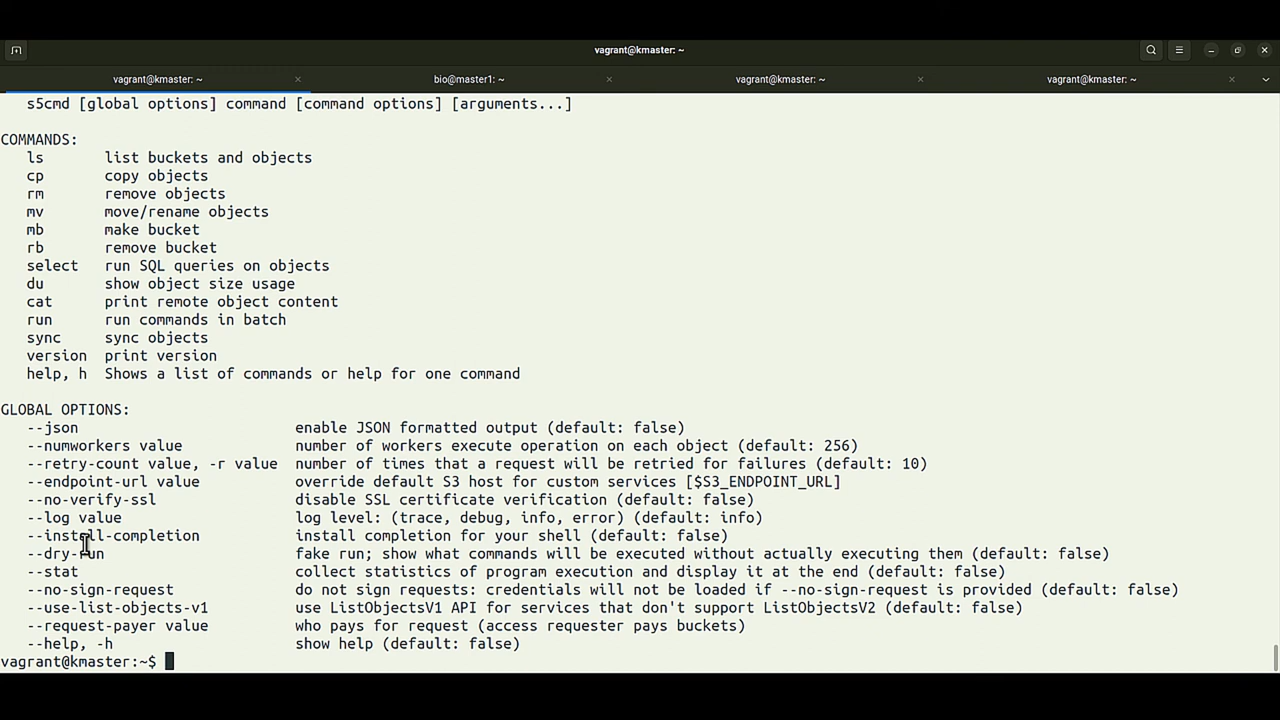 vagrant@kmaster: ~
vagrant@kmaster: ~
bio@master1: ~
vagrant@kmaster: ~
vagrant@kmaster: ~
s5cmd [global options] command [command options] [arguments...]
COMMANDS:
ls list buckets and objects
cp copy objects
rm remove objects
mv move/rename objects
mb make bucket
rb remove bucket
select run SQL queries on objects
du show object size usage
cat print remote object content
run run commands in batch
sync sync objects
version print version
help, h Shows a list of commands or help for one command
GLOBAL OPTIONS:
--json enable JSON formatted output (default: false)
--numworkers value number of workers execute operation on each object (default: 256)
--retry-count value, -r value number of times that a request will be retried for failures (default: 10)
--endpoint-url value override default S3 host for custom services [$S3_ENDPOINT_URL]
--no-verify-ssl disable SSL certificate verification (default: false)
--log value log level: (trace, debug, info, error) (default: info)
--install-completion install completion for your shell (default: false)
--dry-run fake run; show what commands will be executed without actually executing them (default: false)
--stat collect statistics of program execution and display it at the end (default: false)
--no-sign-request do not sign requests: credentials will not be loaded if --no-sign-request is provided (default: false)
--use-list-objects-v1 use ListObjectsV1 API for services that don't support ListObjectsV2 (default: false)
--request-payer value who pays for request (access requester pays buckets)
--help, -h show help (default: false)
vagrant@kmaster:~$